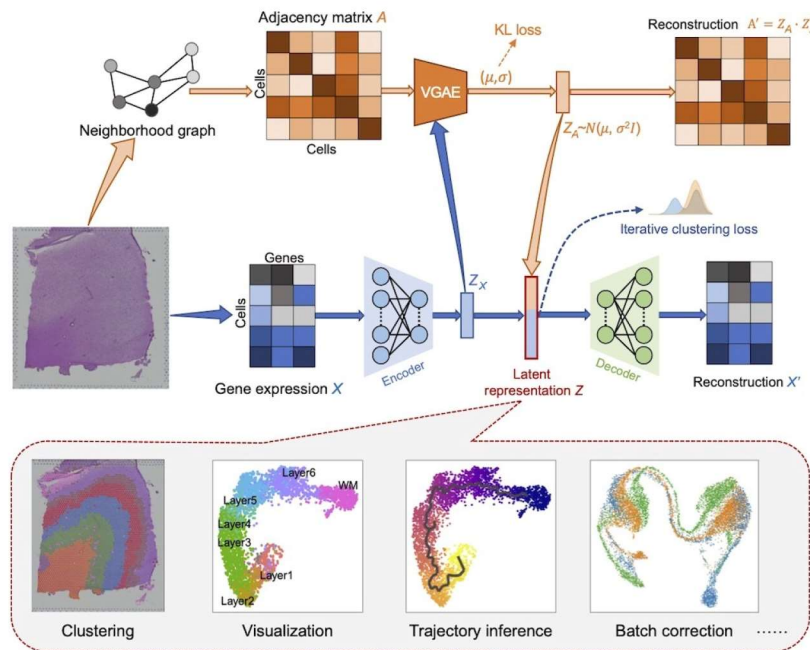 Adjacency matrix A
KL loss
Reconstruction A' = Z_A · Z
Cells
VGAE
(μ,σ)
Neighborhood graph
Cells
Z_A~N(μ, σ²I)
Iterative clustering loss
Genes
Cells
Z_X
Gene expression X
Encoder
Latent
representation Z
Decoder
Reconstruction X'
Layer6
WM
Layer5
Layer4
Layer3
Layer1
Layer2
Clustering
Visualization
Trajectory inference
Batch correction
......